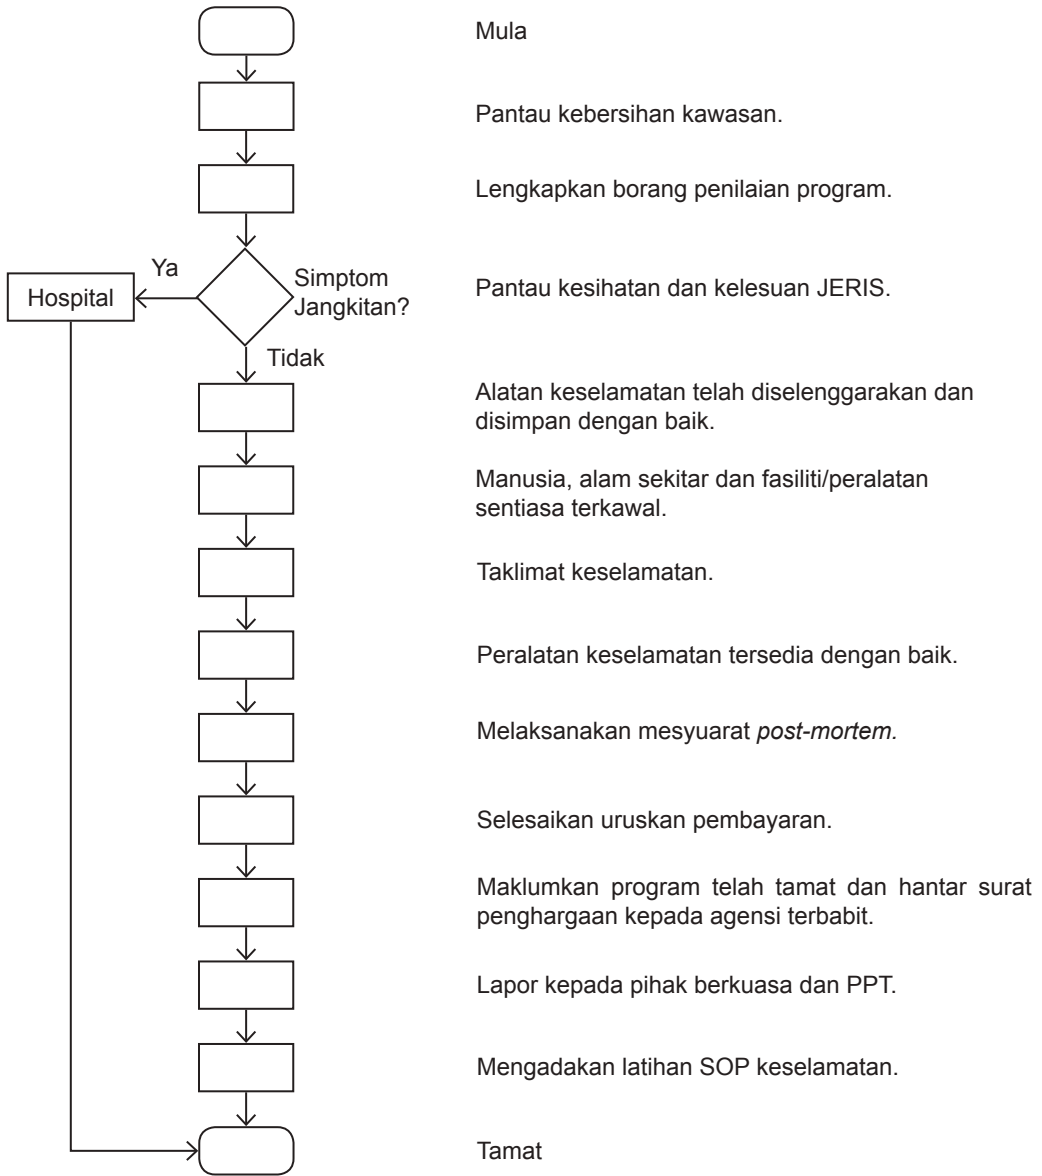 Mula
Pantau kebersihan kawasan.
Lengkapkan borang penilaian program.
Ya
Hospital
Simptom
Jangkitan?
Pantau kesihatan dan kelesuan JERIS.
Tidak
Alatan keselamatan telah diselenggarakan dan
disimpan dengan baik.
Manusia, alam sekitar dan fasiliti/peralatan
sentiasa terkawal.
Taklimat keselamatan.
Peralatan keselamatan tersedia dengan baik.
Melaksanakan mesyuarat post-mortem.
Selesaikan uruskan pembayaran.
Maklumkan program telah tamat dan hantar surat
penghargaan kepada agensi terbabit.
Lapor kepada pihak berkuasa dan PPT.
Mengadakan latihan SOP keselamatan.
Tamat